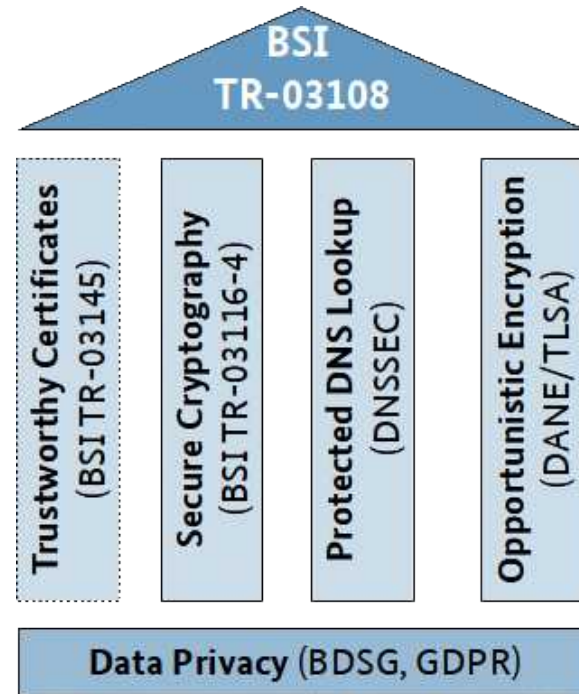 BSI
TR-03108
Trustworthy Certificates
(BSI TR-03145)
Secure Cryptography
(BSI TR-03116-4)
Protected DNS Lookup
(DNSSEC)
Opportunistic Encryption
(DANE/TLSA)
Data Privacy (BDSG, GDPR)